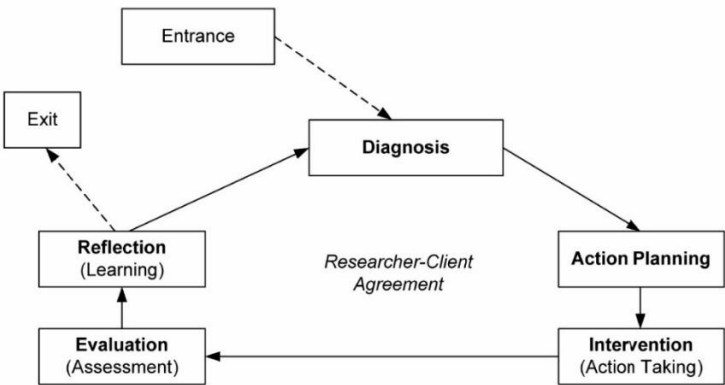 Entrance
Exit
Diagnosis
Reflection
(Learning)
Researcher-Client
Agreement
Action Planning
Evaluation
(Assessment)
Intervention
(Action Taking)